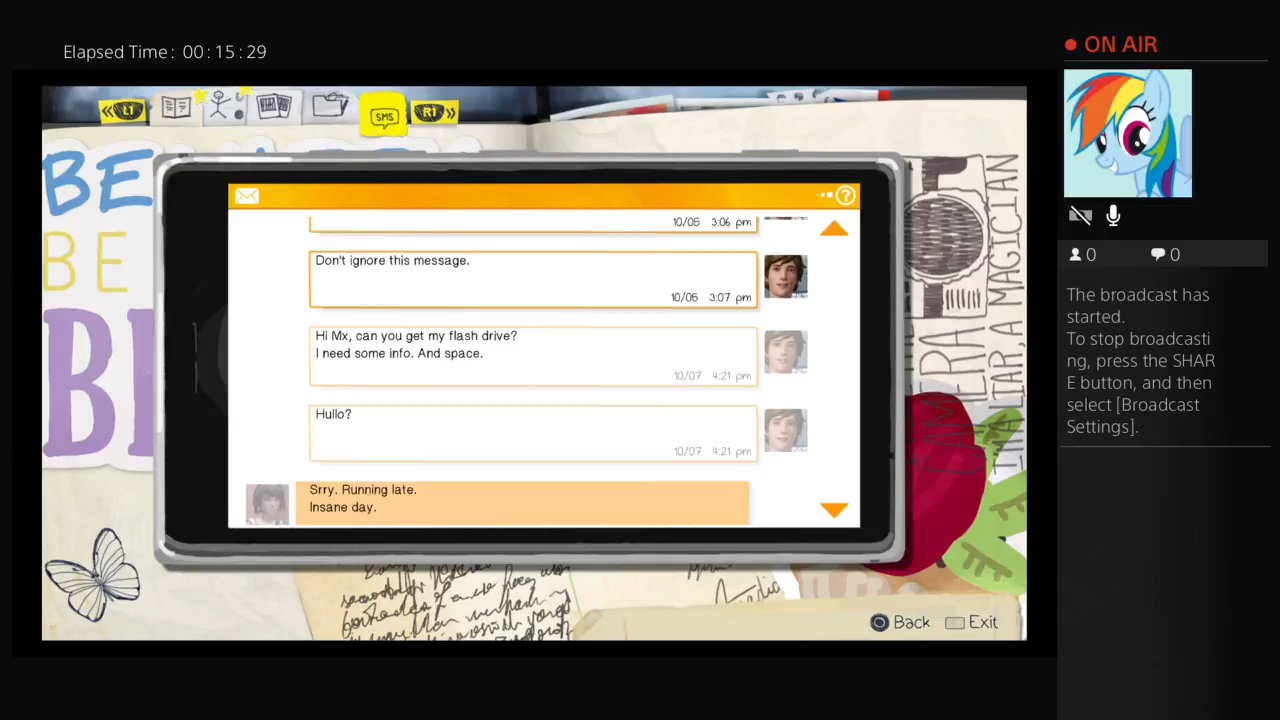 Elapsed Time: 00:15:29
ON AIR
L1
SMS
R1
BE
BE
BE
?
10/05 3:06 pm
Don't ignore this message.
10/05 3:07 pm
Hi Mx, can you get my flash drive?
I need some info. And space.
10/07 4:21 pm
Hullo?
10/07 4:21 pm
Srry. Running late.
Insane day.
CAMERA
LIAR, A MAGICIAN
Back
Exit
0
0
The broadcast has
started.
To stop broadcasti
ng, press the SHAR
E button, and then
select [Broadcast
Settings].